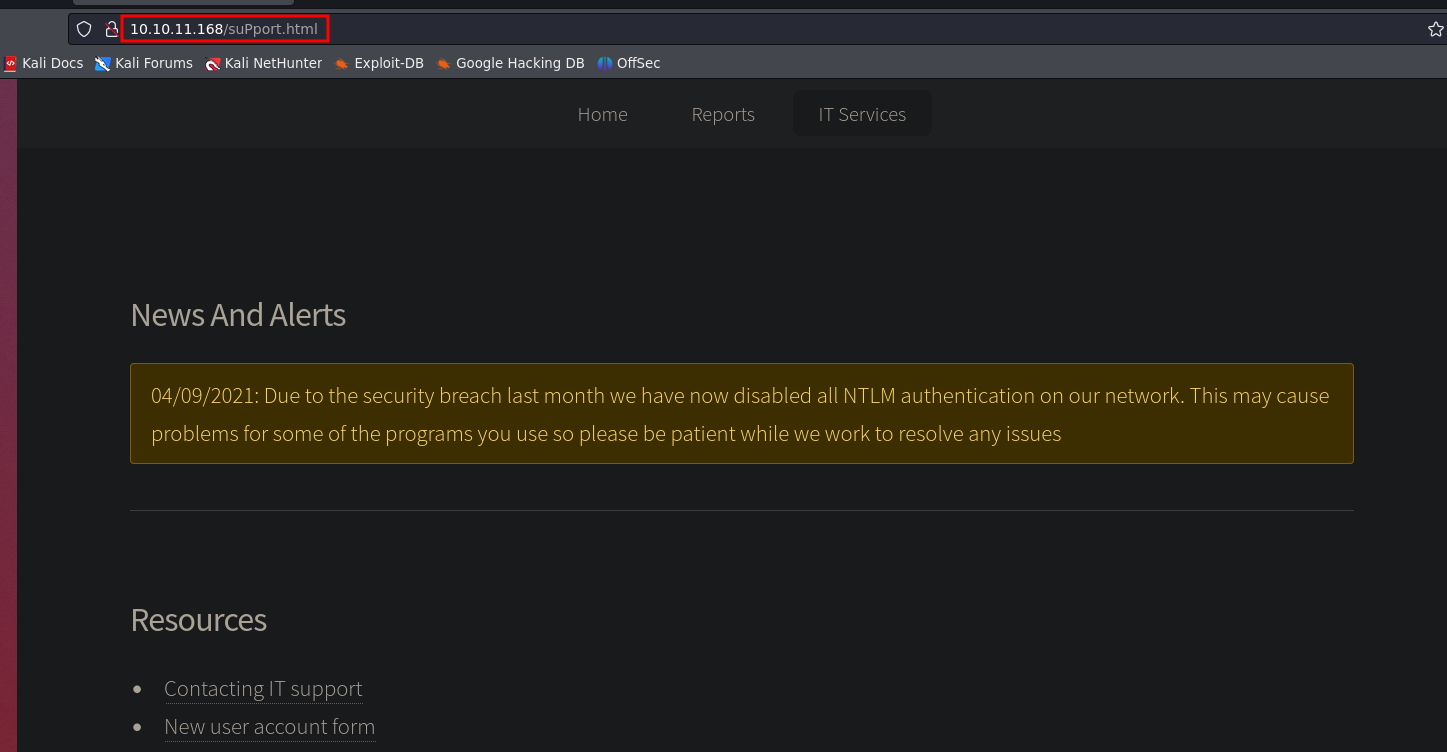 10.10.11.168/suPport.html
Kali Docs Kali Forums Kali NetHunter Exploit-DB Google Hacking DB OffSec
Home Reports IT Services
News And Alerts
04/09/2021: Due to the security breach last month we have now disabled all NTLM authentication on our network. This may cause
problems for some of the programs you use so please be patient while we work to resolve any issues
Resources
Contacting IT support
New user account form